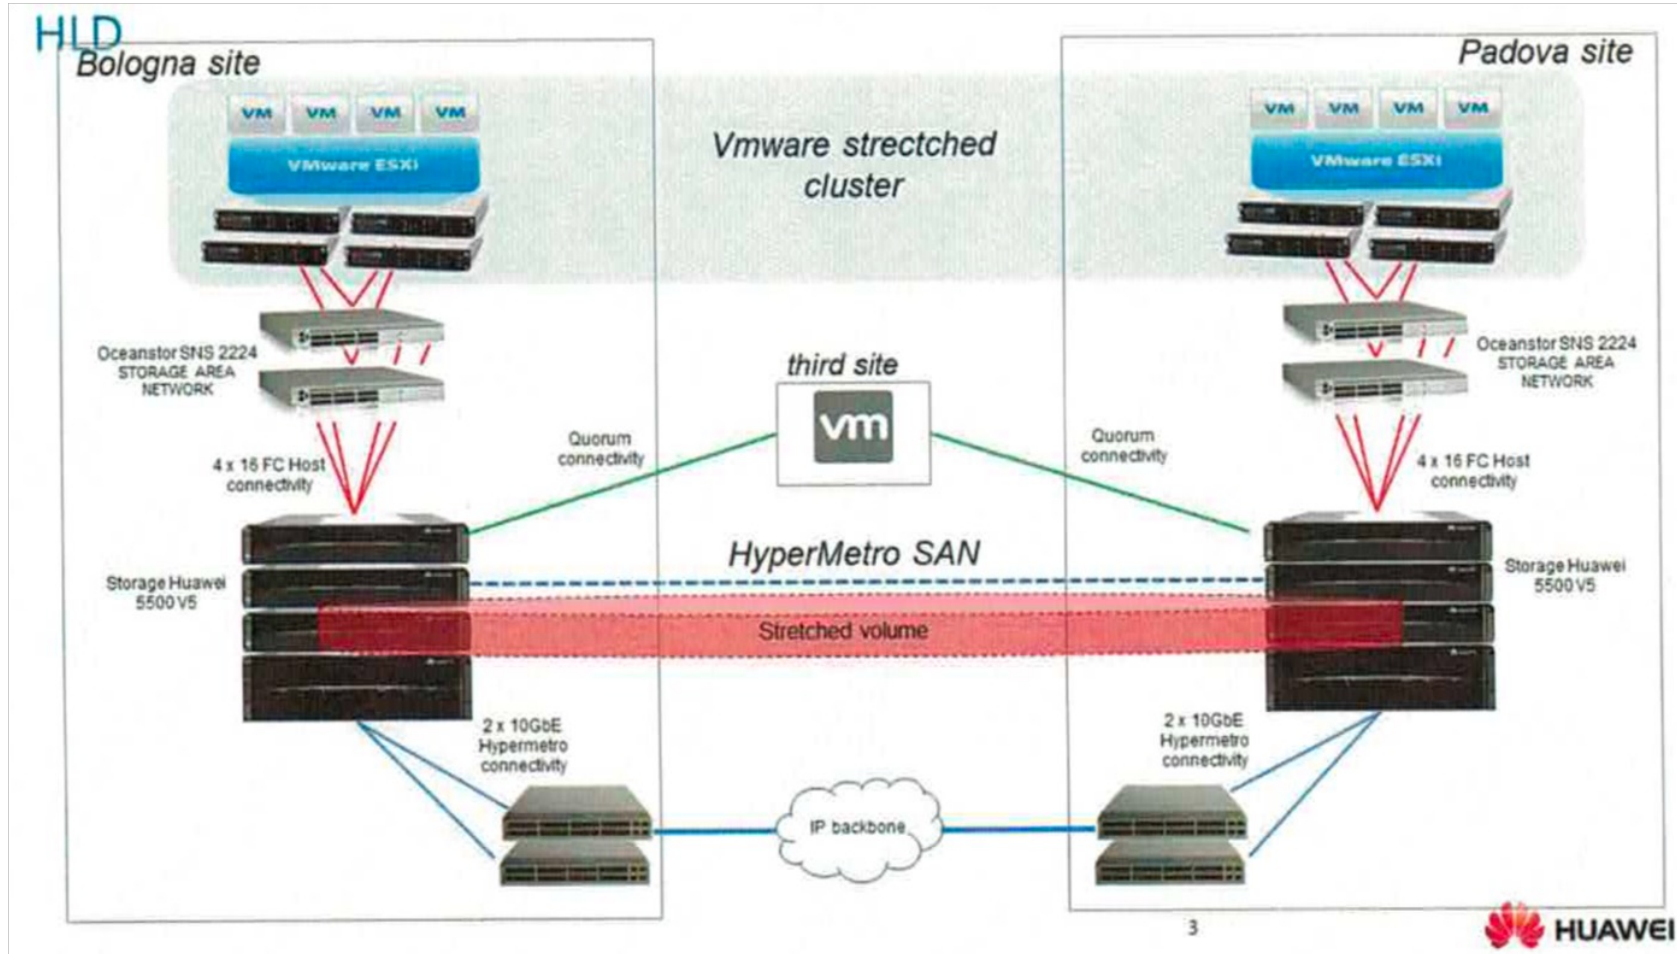 HLD
Bologna site
Padova site
VM VM VM VM
VM VM VM VM
VMware ESXi
VMware ESXi
Vmware strectched
cluster
Oceanstor SNS 2224
STORAGE AREA
NETWORK
Oceanstor SNS 2224
STORAGE AREA
NETWORK
third site
vm
Quorum
connectivity
Quorum
connectivity
4 x 16 FC Host
connectivity
4 x 16 FC Host
connectivity
HyperMetro SAN
Storage Huawei
5500 V5
Storage Huawei
5500 V5
Stretched volume
2 x 10GbE
Hypermetro
connectivity
2 x 10GbE
Hypermetro
connectivity
IP backbone
3
HUAWEI